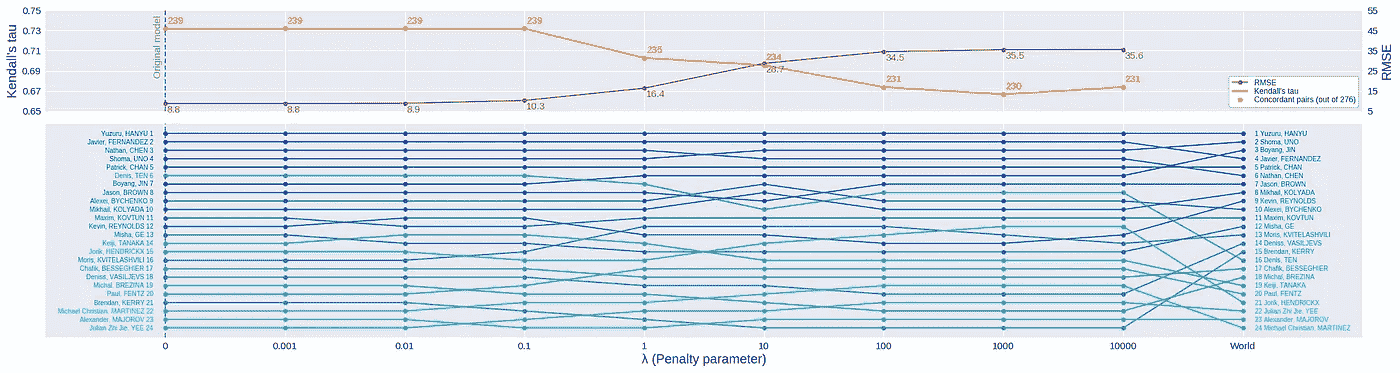 0.75
0.73
0.71
0.69
0.67
0.65
Kendall's tau
Original model
239
239
239
239
235
234
231
230
231
8.8
8.8
8.9
10.3
16.4
28.7
34.5
35.5
35.6
55
45
35
25
15
5
RMSE
RMSE
Kendall's tau
Concordant pairs (out of 276)
Yuzuru, HANYU 1
Javier, FERNANDEZ 2
Nathan, CHEN 3
Shoma, UNO 4
Patrick, CHAN 5
Denis, TEN 6
Boyang, JIN 7
Jason, BROWN 8
Alexei, BYCHENKO 9
Mikhail, KOLYADA 10
Maxim, KOVTUN 11
Kevin, REYNOLDS 12
Misha, GE 13
Keiji, TANAKA 14
Jorik, HENDRICKX 15
Moris, KVITELASHVILI 16
Chafik, BESSEGHIER 17
Deniss, VASILJEVS 18
Michal, BREZINA 19
Paul, FENTZ 20
Brendan, KERRY 21
Michael Christian, MARTINEZ 22
Alexander, MAJOROV 23
Julian Zhi Jie, YEE 24
1 Yuzuru, HANYU
2 Shoma, UNO
3 Boyang, JIN
4 Javier, FERNANDEZ
5 Patrick, CHAN
6 Nathan, CHEN
7 Jason, BROWN
8 Mikhail, KOLYADA
9 Kevin, REYNOLDS
10 Alexei, BYCHENKO
11 Maxim, KOVTUN
12 Misha, GE
13 Moris, KVITELASHVILI
14 Deniss, VASILJEVS
15 Brendan, KERRY
16 Denis, TEN
17 Chafik, BESSEGHIER
18 Michal, BREZINA
19 Keiji, TANAKA
20 Paul, FENTZ
21 Jorik, HENDRICKX
22 Julian Zhi Jie, YEE
23 Alexander, MAJOROV
24 Michael Christian, MARTINEZ
0
0.001
0.01
0.1
1
10
100
1000
10000
World
λ (Penalty parameter)